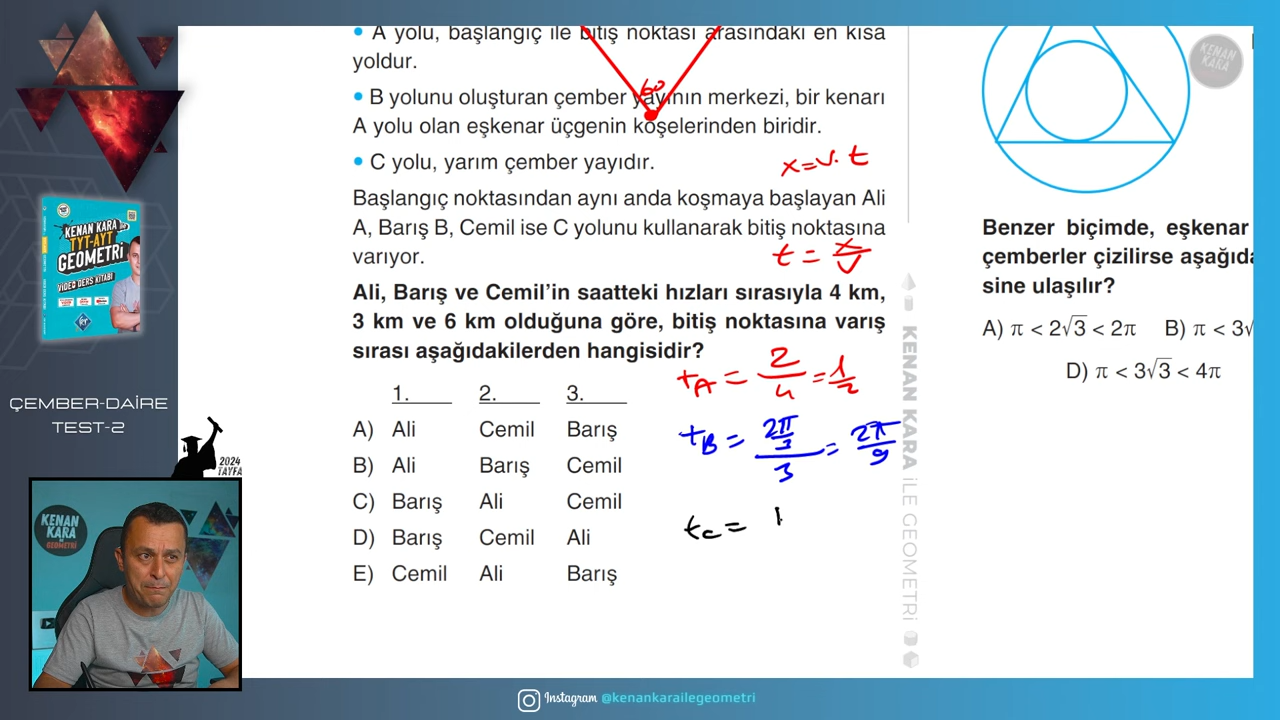 KENAN KARA
TYT-AYT
GEOMETRİ
VİDEO DERS KİTABI
ÇEMBER-DAİRE
TEST-2
2024
TAYFA
KENAN
KARA
GEOMETRİ
• A yolu, başlangıç ile bitiş noktası arasındaki en kısa
yoldur.
60
• B yolunu oluşturan çember yayının merkezi, bir kenarı
A yolu olan eşkenar üçgenin köşelerinden biridir.
• C yolu, yarım çember yayıdır.
x=v.t
Başlangıç noktasından aynı anda koşmaya başlayan Ali
A, Barış B, Cemil ise C yolunu kullanarak bitiş noktasına
varıyor.
t = x/v
Ali, Barış ve Cemil'in saatteki hızları sırasıyla 4 km,
3 km ve 6 km olduğuna göre, bitiş noktasına varış
sırası aşağıdakilerden hangisidir?
1. 2. 3.
A) Ali Cemil Barış
B) Ali Barış Cemil
C) Barış Ali Cemil
D) Barış Cemil Ali
E) Cemil Ali Barış
tA = 2/4 = 1/2
tB = (2π/3)/3 = 2π/9
tC =
KENAN KARA İLE GEOMETRİ
KENAN
KARA
Benzer biçimde, eşkenar
çemberler çizilirse aşağıda
sine ulaşılır?
A) π < 2√3 < 2π B) π < 3√
D) π < 3√3 < 4π
Instagram @kenankarailegeometri